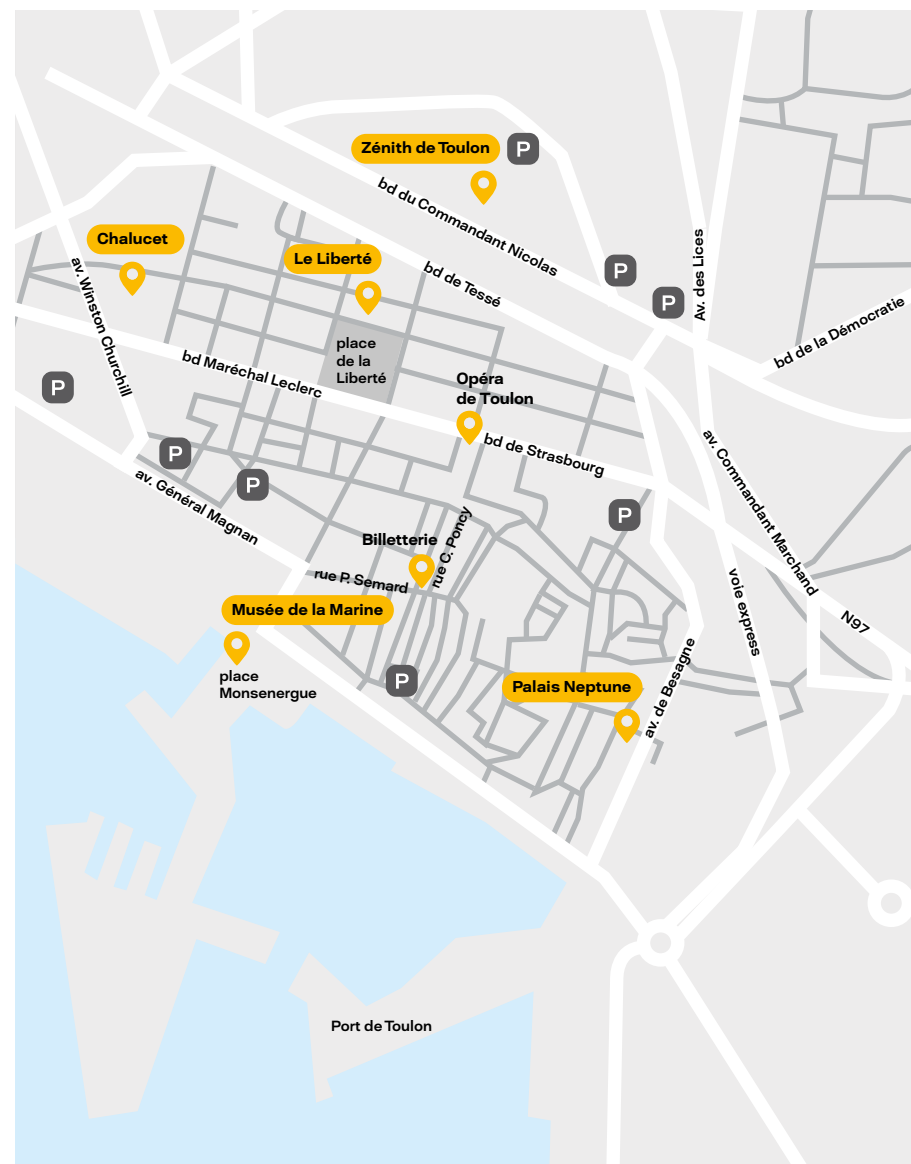 Zénith de Toulon
P
bd du Commandant Nicolas
Chalucet
Le Liberté
av. Winston Churchill
bd de Tessé
Av. des Lices
P
P
bd de la Démocratie
place
de la
Liberté
bd Maréchal Leclerc
P
Opéra
de Toulon
bd de Strasbourg
P
P
av. Général Magnan
av. Commandant Marchand
P
Billetterie
rue C. Poncy
rue P. Semard
voie express
N97
Musée de la Marine
place
Monsenergue
P
Palais Neptune
av. de Besagne
Port de Toulon